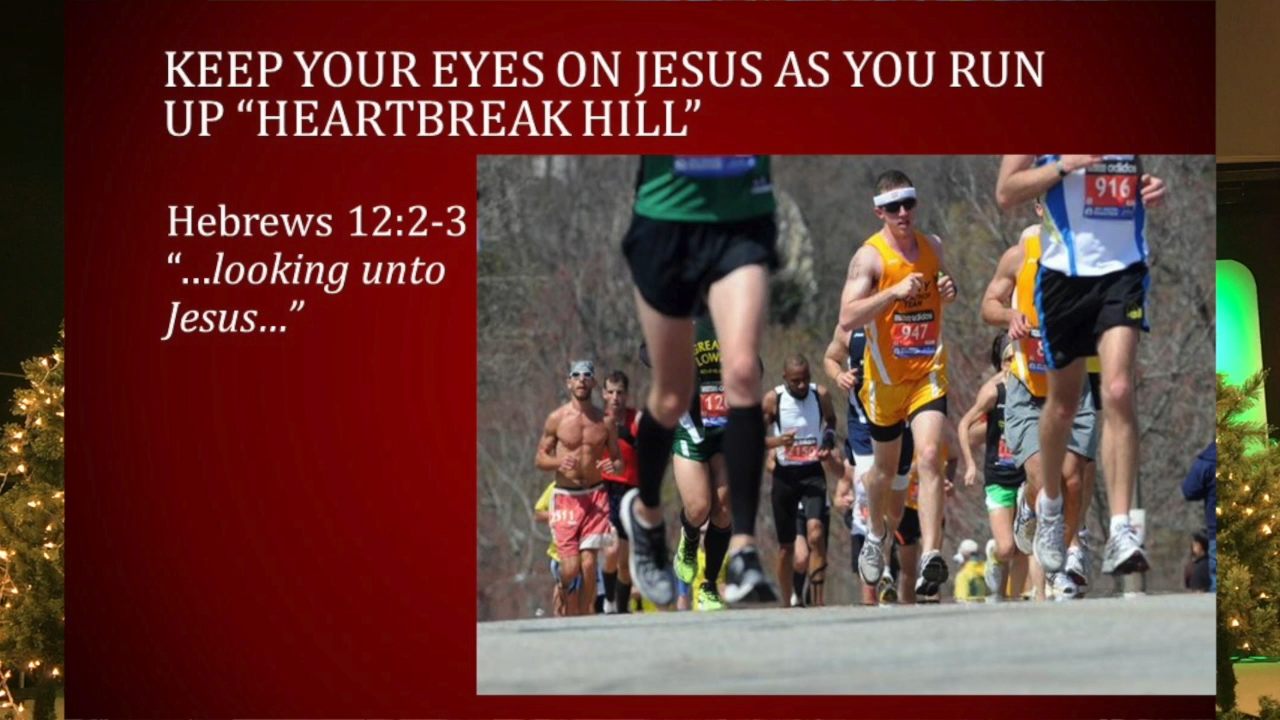 KEEP YOUR EYES ON JESUS AS YOU RUN
UP “HEARTBREAK HILL”
Hebrews 12:2-3
“…looking unto
Jesus…”
916
947
adidas